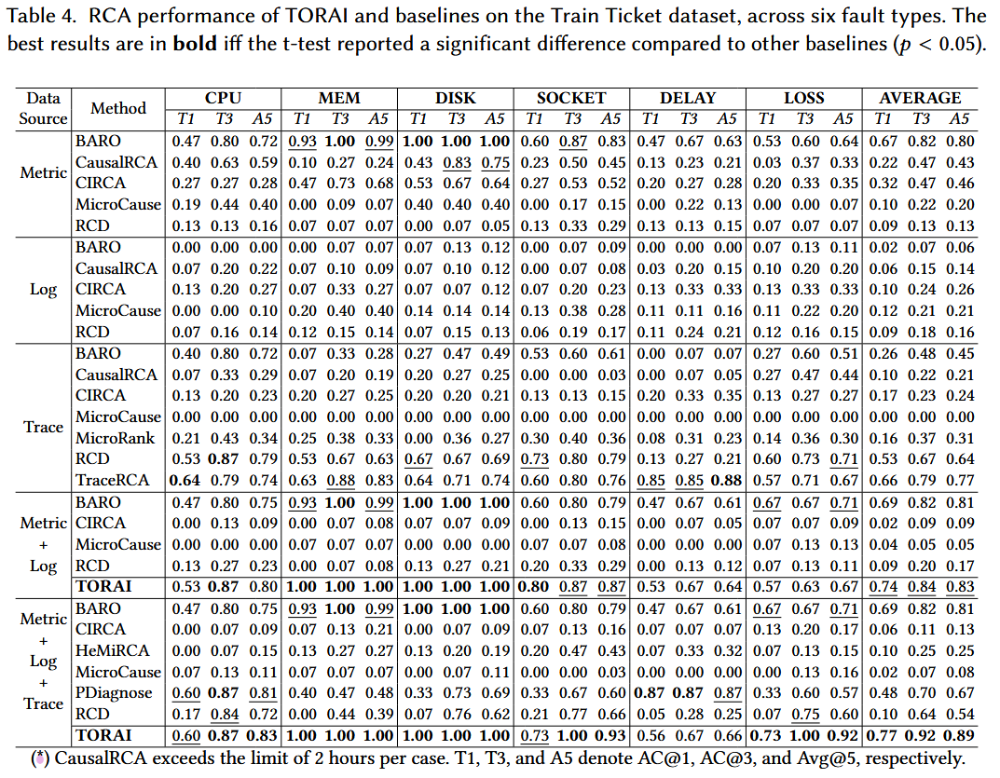 Table 4. RCA performance of TORAI and baselines on the Train Ticket dataset, across six fault types. The
best results are in bold iff the t-test reported a significant difference compared to other baselines (p < 0.05).
Data Source Method CPU MEM DISK SOCKET DELAY LOSS AVERAGE
T1 T3 A5 T1 T3 A5 T1 T3 A5 T1 T3 A5 T1 T3 A5 T1 T3 A5 T1 T3 A5
Metric
BARO 0.47 0.80 0.72 0.93 1.00 0.99 1.00 1.00 1.00 0.60 0.87 0.83 0.47 0.67 0.63 0.53 0.60 0.64 0.67 0.82 0.80
CausalRCA 0.40 0.63 0.59 0.10 0.27 0.24 0.43 0.83 0.75 0.23 0.50 0.45 0.13 0.23 0.21 0.03 0.37 0.33 0.22 0.47 0.43
CIRCA 0.27 0.27 0.28 0.47 0.73 0.68 0.53 0.67 0.64 0.27 0.53 0.52 0.20 0.27 0.28 0.20 0.33 0.35 0.32 0.47 0.46
MicroCause 0.19 0.44 0.40 0.00 0.09 0.07 0.40 0.40 0.40 0.00 0.17 0.15 0.00 0.22 0.13 0.00 0.00 0.07 0.10 0.22 0.20
RCD 0.13 0.13 0.16 0.07 0.07 0.07 0.00 0.07 0.05 0.13 0.33 0.29 0.13 0.13 0.15 0.07 0.07 0.07 0.09 0.13 0.13
Log
BARO 0.00 0.00 0.00 0.00 0.07 0.07 0.07 0.13 0.12 0.00 0.07 0.09 0.00 0.00 0.00 0.07 0.13 0.11 0.02 0.07 0.06
CausalRCA 0.07 0.20 0.22 0.07 0.10 0.09 0.07 0.10 0.12 0.00 0.07 0.08 0.03 0.20 0.15 0.10 0.20 0.20 0.06 0.15 0.14
CIRCA 0.13 0.20 0.27 0.07 0.33 0.27 0.07 0.07 0.12 0.07 0.20 0.23 0.13 0.33 0.33 0.13 0.33 0.33 0.10 0.24 0.26
MicroCause 0.00 0.00 0.10 0.20 0.40 0.40 0.14 0.14 0.14 0.13 0.38 0.28 0.11 0.11 0.16 0.11 0.22 0.20 0.12 0.21 0.21
RCD 0.07 0.16 0.14 0.12 0.15 0.14 0.07 0.15 0.13 0.06 0.19 0.17 0.11 0.24 0.21 0.12 0.16 0.15 0.09 0.18 0.16
Trace
BARO 0.40 0.80 0.72 0.07 0.33 0.28 0.27 0.47 0.49 0.53 0.60 0.61 0.00 0.07 0.07 0.27 0.60 0.51 0.26 0.48 0.45
CausalRCA 0.07 0.33 0.29 0.07 0.20 0.19 0.20 0.27 0.25 0.00 0.00 0.03 0.00 0.07 0.05 0.27 0.47 0.44 0.10 0.22 0.21
CIRCA 0.13 0.20 0.23 0.20 0.27 0.25 0.20 0.20 0.21 0.13 0.13 0.15 0.20 0.33 0.35 0.13 0.27 0.27 0.17 0.23 0.24
MicroCause 0.00 0.00 0.00 0.00 0.00 0.00 0.00 0.00 0.00 0.00 0.00 0.00 0.00 0.00 0.00 0.00 0.00 0.00 0.00 0.00 0.00
MicroRank 0.21 0.43 0.34 0.25 0.38 0.33 0.00 0.36 0.27 0.30 0.40 0.36 0.08 0.31 0.23 0.14 0.36 0.30 0.16 0.37 0.31
RCD 0.53 0.87 0.79 0.53 0.67 0.63 0.67 0.67 0.69 0.73 0.80 0.79 0.13 0.27 0.21 0.60 0.73 0.71 0.53 0.67 0.64
TraceRCA 0.64 0.79 0.74 0.63 0.88 0.83 0.64 0.71 0.74 0.60 0.80 0.76 0.85 0.85 0.88 0.57 0.71 0.67 0.66 0.79 0.77
Metric + Log
BARO 0.47 0.80 0.75 0.93 1.00 0.99 1.00 1.00 1.00 0.60 0.80 0.79 0.47 0.67 0.61 0.67 0.67 0.71 0.69 0.82 0.81
CIRCA 0.00 0.13 0.09 0.00 0.07 0.08 0.07 0.07 0.09 0.00 0.13 0.15 0.00 0.07 0.05 0.07 0.07 0.09 0.02 0.09 0.09
MicroCause 0.00 0.00 0.00 0.07 0.07 0.07 0.00 0.00 0.00 0.07 0.07 0.08 0.00 0.00 0.00 0.07 0.13 0.13 0.04 0.05 0.05
RCD 0.13 0.27 0.23 0.00 0.07 0.08 0.13 0.27 0.21 0.20 0.33 0.29 0.00 0.13 0.12 0.07 0.13 0.11 0.09 0.20 0.17
TORAI 0.53 0.87 0.80 1.00 1.00 1.00 1.00 1.00 1.00 0.80 0.87 0.87 0.53 0.67 0.64 0.57 0.63 0.67 0.74 0.84 0.83
Metric + Log + Trace
BARO 0.47 0.80 0.75 0.93 1.00 0.99 1.00 1.00 1.00 0.60 0.80 0.79 0.47 0.67 0.61 0.67 0.67 0.71 0.69 0.82 0.81
CIRCA 0.00 0.07 0.09 0.07 0.13 0.21 0.00 0.07 0.09 0.07 0.13 0.16 0.07 0.07 0.07 0.13 0.20 0.17 0.06 0.11 0.13
HeMiRCA 0.00 0.07 0.15 0.13 0.27 0.27 0.13 0.20 0.19 0.20 0.47 0.43 0.07 0.33 0.32 0.07 0.13 0.15 0.10 0.25 0.25
MicroCause 0.07 0.13 0.11 0.07 0.07 0.07 0.00 0.07 0.11 0.00 0.00 0.03 0.00 0.00 0.00 0.00 0.13 0.16 0.02 0.07 0.08
PDiagnose 0.60 0.87 0.81 0.40 0.47 0.48 0.33 0.73 0.69 0.33 0.67 0.60 0.87 0.87 0.87 0.33 0.60 0.57 0.48 0.70 0.67
RCD 0.17 0.84 0.72 0.00 0.44 0.39 0.07 0.76 0.62 0.21 0.77 0.66 0.05 0.28 0.25 0.07 0.75 0.60 0.10 0.64 0.54
TORAI 0.60 0.87 0.83 1.00 1.00 1.00 1.00 1.00 1.00 0.73 1.00 0.93 0.56 0.67 0.66 0.73 1.00 0.92 0.77 0.92 0.89
(*) CausalRCA exceeds the limit of 2 hours per case. T1, T3, and A5 denote AC@1, AC@3, and Avg@5, respectively.